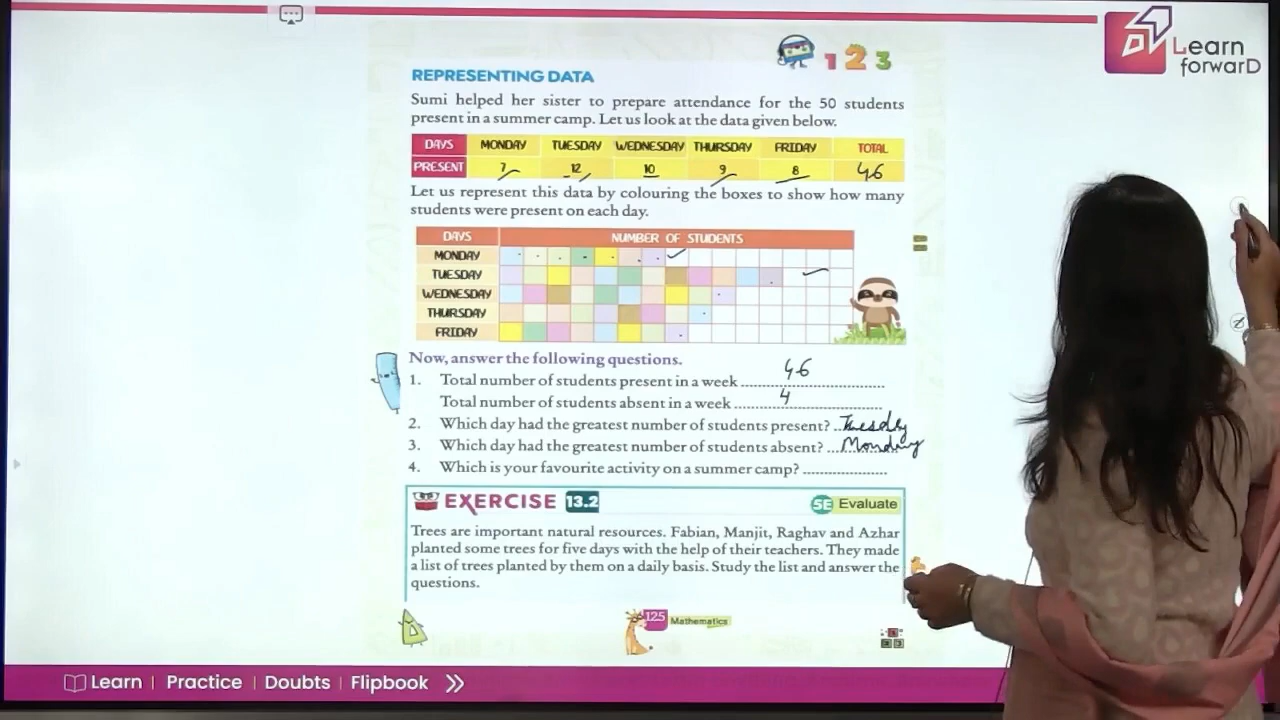 Learn
forwarD
1 2 3
REPRESENTING DATA
Sumi helped her sister to prepare attendance for the 50 students
present in a summer camp. Let us look at the data given below.
DAYS MONDAY TUESDAY WEDNESDAY THURSDAY FRIDAY TOTAL
PRESENT 7 12 10 9 8 46
Let us represent this data by colouring the boxes to show how many
students were present on each day.
DAYS NUMBER OF STUDENTS
MONDAY
TUESDAY
WEDNESDAY
THURSDAY
FRIDAY
Now, answer the following questions.
1. Total number of students present in a week 46
Total number of students absent in a week 4
2. Which day had the greatest number of students present? Tuesday
3. Which day had the greatest number of students absent? Monday
4. Which is your favourite activity on a summer camp?
EXERCISE 13.2 5E Evaluate
Trees are important natural resources. Fabian, Manjit, Raghav and Azhar
planted some trees for five days with the help of their teachers. They made
a list of trees planted by them on a daily basis. Study the list and answer the
questions.
125 Mathematics
Learn | Practice | Doubts | Flipbook